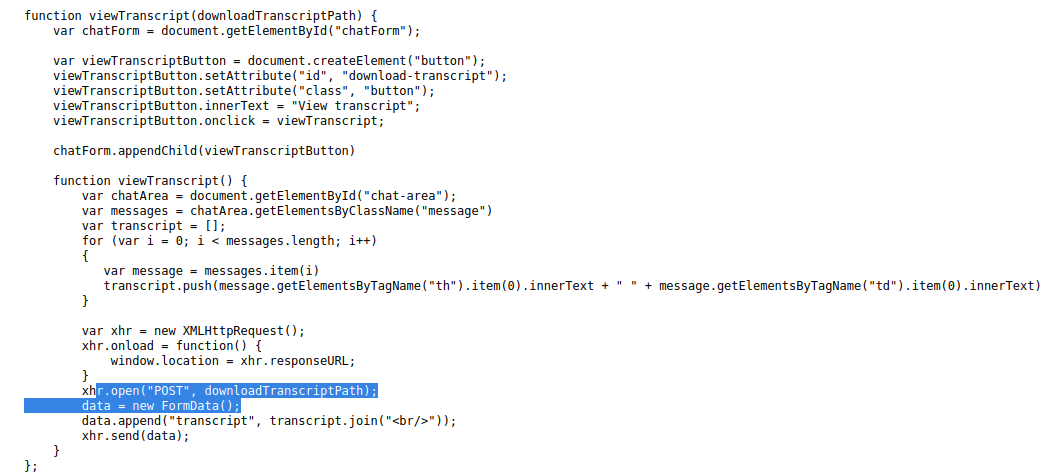 function viewTranscript(downloadTranscriptPath) {
    var chatForm = document.getElementById("chatForm");

    var viewTranscriptButton = document.createElement("button");
    viewTranscriptButton.setAttribute("id", "download-transcript");
    viewTranscriptButton.setAttribute("class", "button");
    viewTranscriptButton.innerText = "View transcript";
    viewTranscriptButton.onclick = viewTranscript;

    chatForm.appendChild(viewTranscriptButton)

    function viewTranscript() {
        var chatArea = document.getElementById("chat-area");
        var messages = chatArea.getElementsByClassName("message")
        var transcript = [];
        for (var i = 0; i < messages.length; i++)
        {
           var message = messages.item(i)
           transcript.push(message.getElementsByTagName("th").item(0).innerText + " " + message.getElementsByTagName("td").item(0).innerText)
        }

        var xhr = new XMLHttpRequest();
        xhr.onload = function() {
            window.location = xhr.responseURL;
        }
        xhr.open("POST", downloadTranscriptPath);
        data = new FormData();
        data.append("transcript", transcript.join("<br/>"));
        xhr.send(data);
    }
};